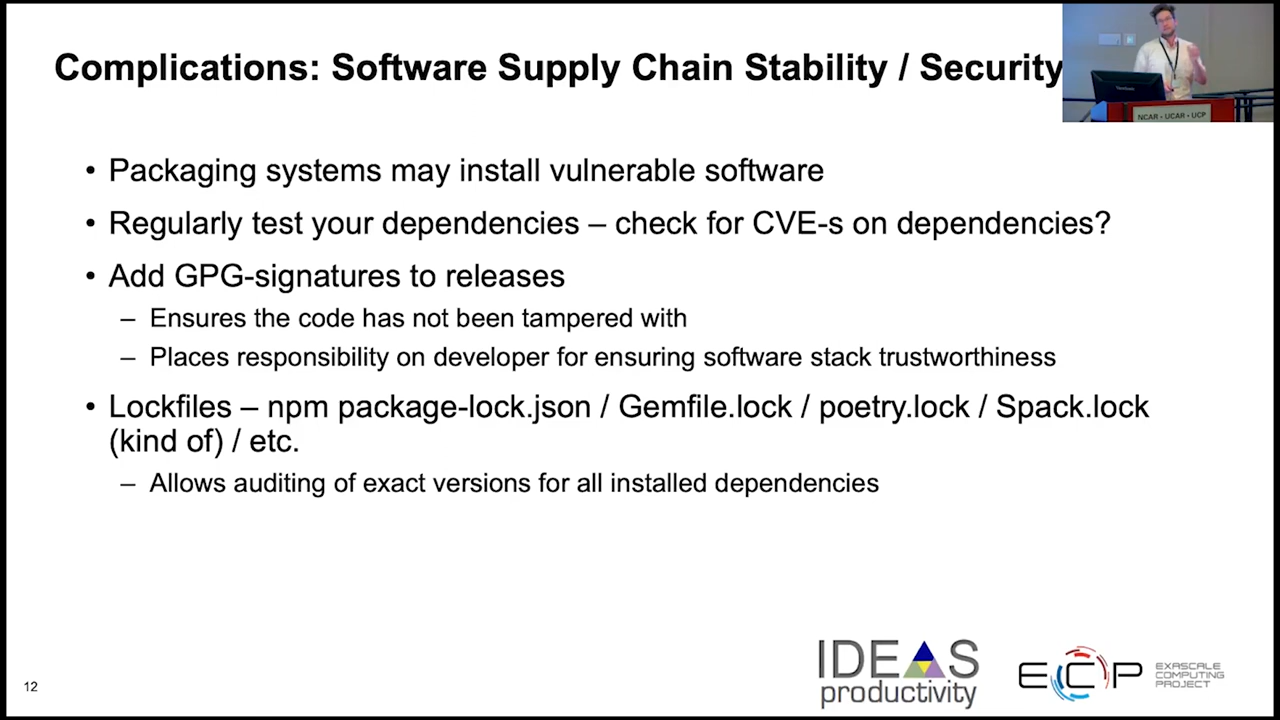 Complications: Software Supply Chain Stability / Security
NCAR • UCAR • UCP
• Packaging systems may install vulnerable software
• Regularly test your dependencies – check for CVE-s on dependencies?
• Add GPG-signatures to releases
– Ensures the code has not been tampered with
– Places responsibility on developer for ensuring software stack trustworthiness
• Lockfiles – npm package-lock.json / Gemfile.lock / poetry.lock / Spack.lock
(kind of) / etc.
– Allows auditing of exact versions for all installed dependencies
12
IDEAS
productivity
ECP
EXASCALE
COMPUTING
PROJECT